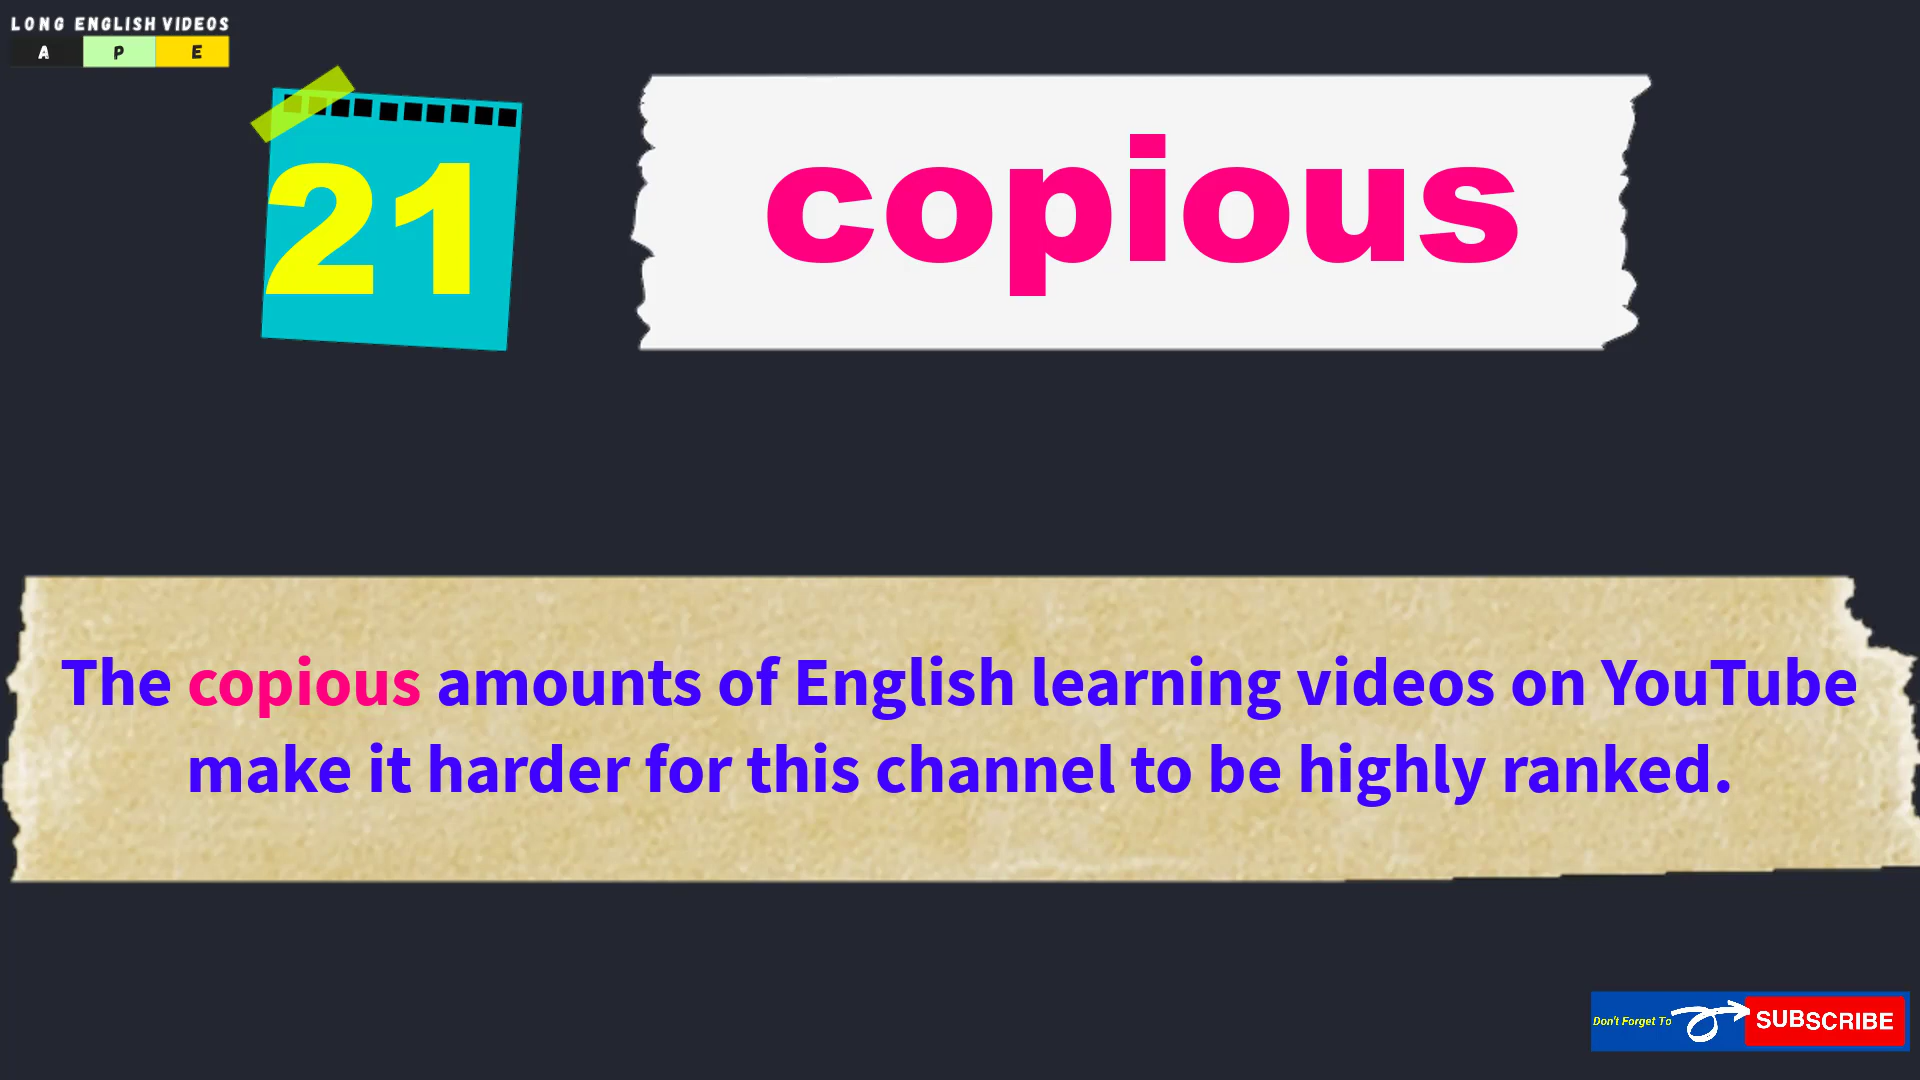 LONG ENGLISH VIDEOS
A P E
21
copious
The copious amounts of English learning videos on YouTube
make it harder for this channel to be highly ranked.
Don't Forget To
SUBSCRIBE